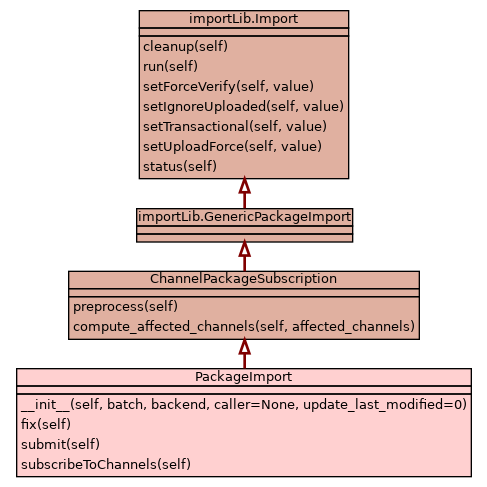 importLib.Import
cleanup(self)
run(self)
setForceVerify(self, value)
setIgnoreUploaded(self, value)
setTransactional(self, value)
setUploadForce(self, value)
status(self)
importLib.GenericPackageImport
ChannelPackageSubscription
preprocess(self)
compute_affected_channels(self, affected_channels)
PackageImport
__init__(self, batch, backend, caller=None, update_last_modified=0)
fix(self)
submit(self)
subscribeToChannels(self)